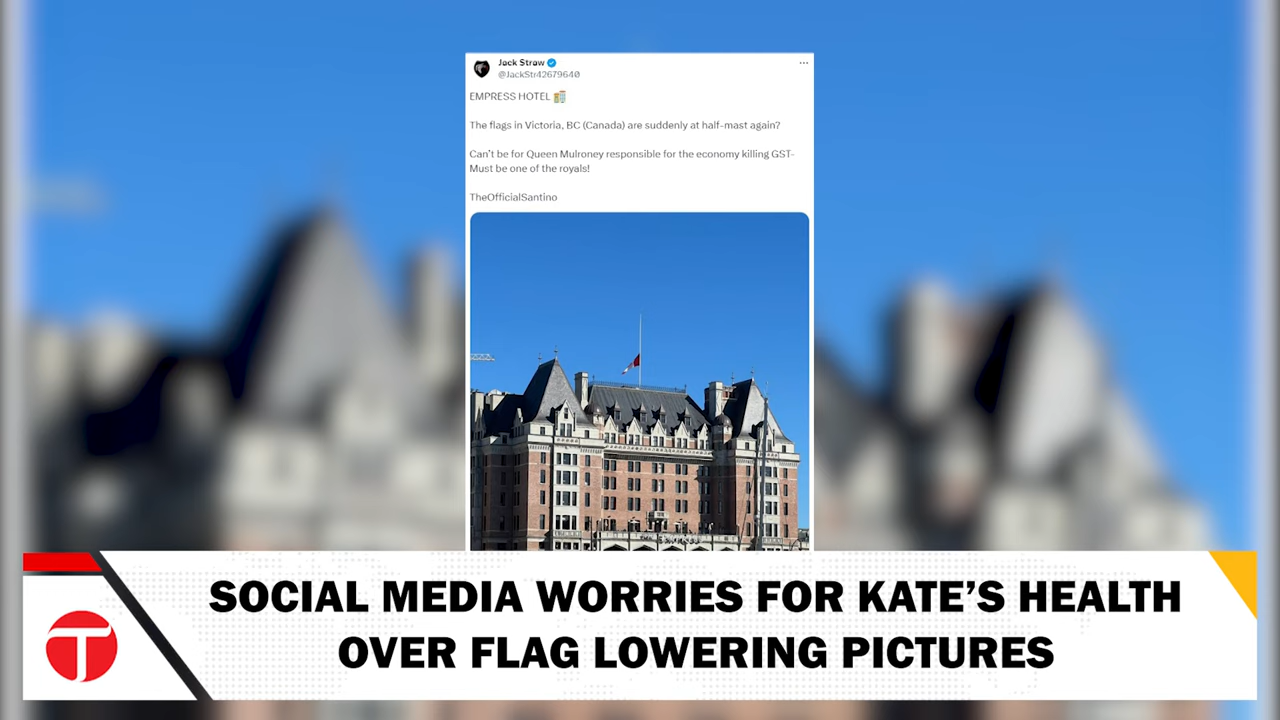 Jack Straw
@JackStr42679640
EMPRESS HOTEL
The flags in Victoria, BC (Canada) are suddenly at half-mast again?
Can't be for Queen Mulroney responsible for the economy killing GST-
Must be one of the royals!
TheOfficialSantino
SOCIAL MEDIA WORRIES FOR KATE’S HEALTH
OVER FLAG LOWERING PICTURES
T